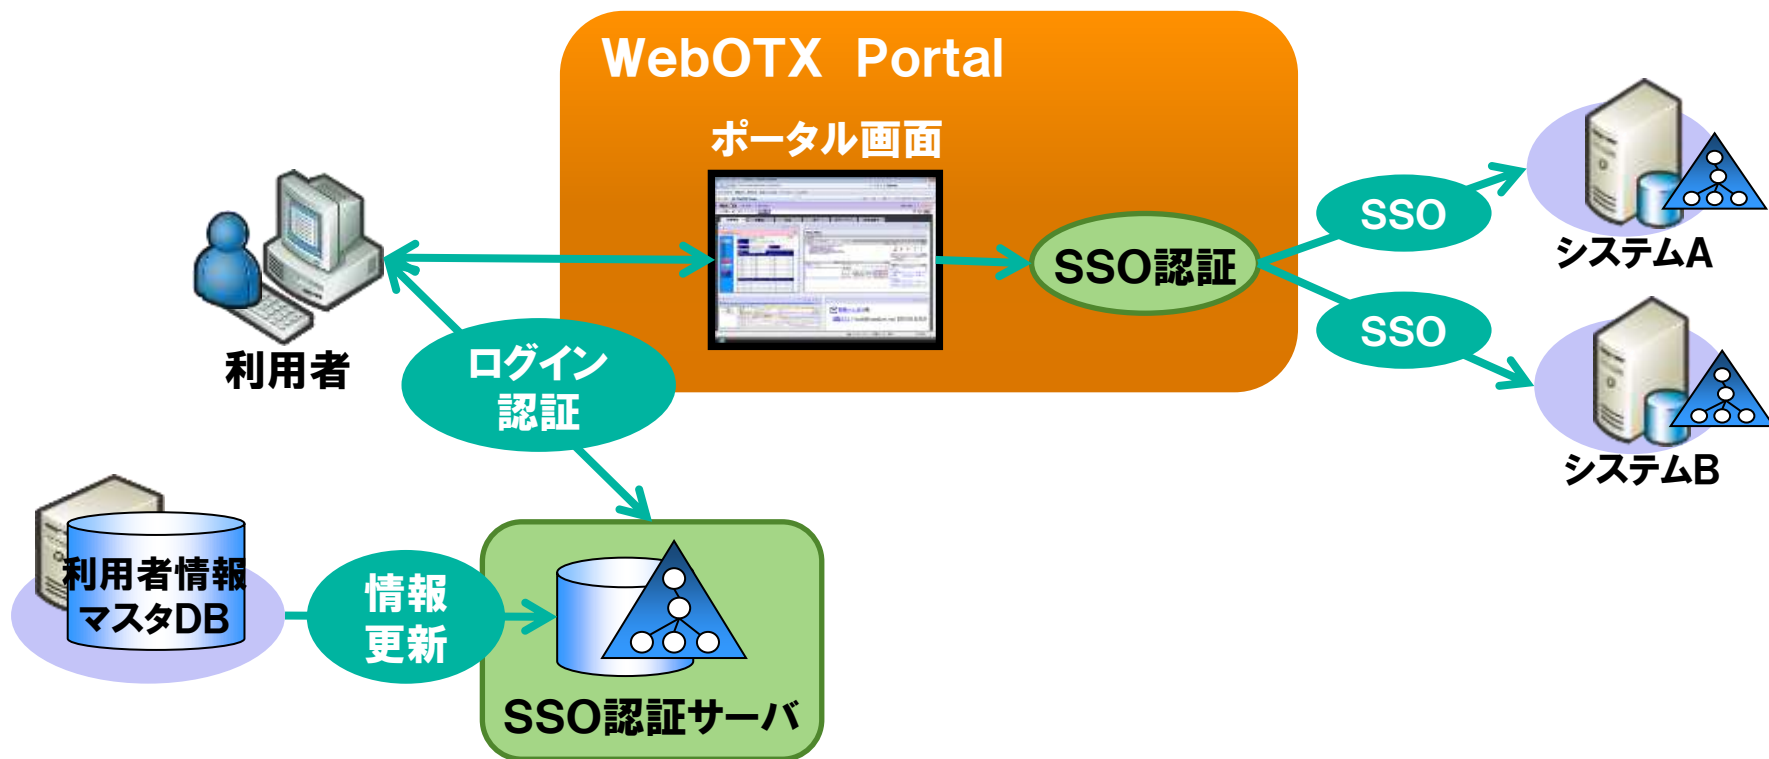 WebOTX Portal
ポータル画面
SSO認証
SSO
システムA
SSO
システムB
利用者
ログイン
認証
利用者情報
マスタDB
情報
更新
SSO認証サーバ